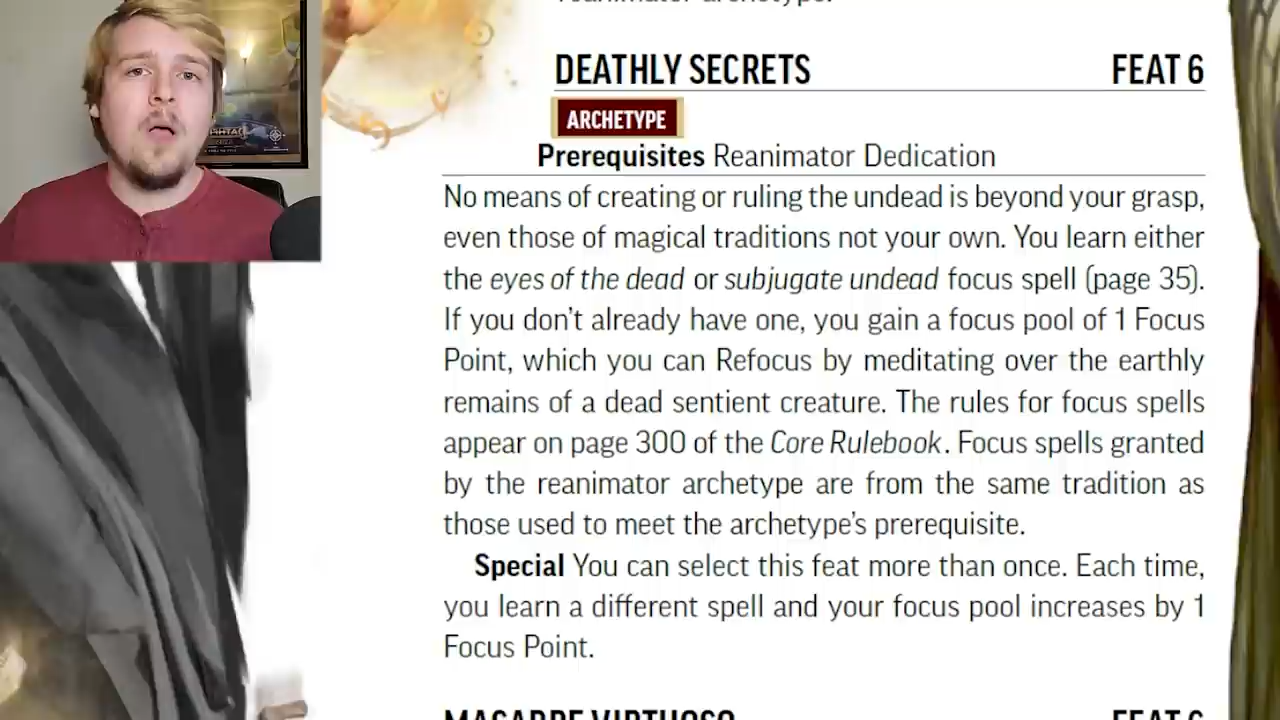 reanimator archetype.
DEATHLY SECRETS FEAT 6
ARCHETYPE
Prerequisites Reanimator Dedication
No means of creating or ruling the undead is beyond your grasp,
even those of magical traditions not your own. You learn either
the eyes of the dead or subjugate undead focus spell (page 35).
If you don't already have one, you gain a focus pool of 1 Focus
Point, which you can Refocus by meditating over the earthly
remains of a dead sentient creature. The rules for focus spells
appear on page 300 of the Core Rulebook. Focus spells granted
by the reanimator archetype are from the same tradition as
those used to meet the archetype's prerequisite.
Special You can select this feat more than once. Each time,
you learn a different spell and your focus pool increases by 1
Focus Point.
MACABRE VIRTUOSO FEAT 6